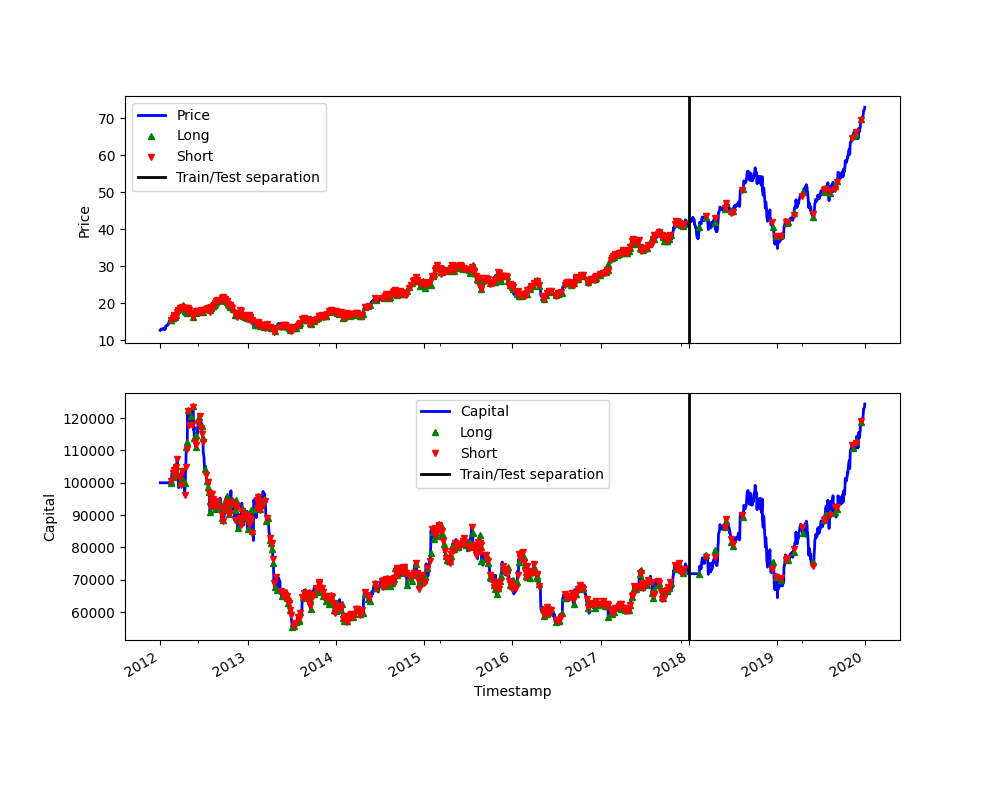 Price
Long
Short
Train/Test separation
70
60
50
40
30
20
10
Price
Capital
Long
Short
Train/Test separation
120000
110000
100000
90000
80000
70000
60000
Capital
2012
2013
2014
2015
2016
2017
2018
2019
2020
Timestamp